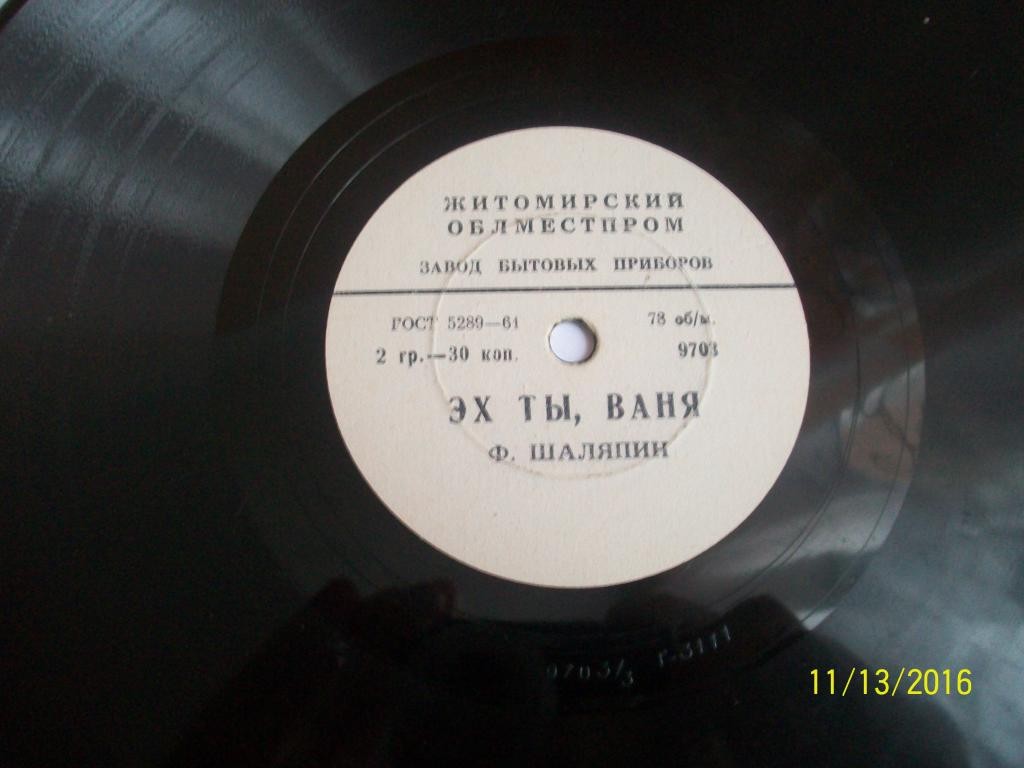 ЖИТОМИРСКИЙ
ОБЛМЕСТПРОМ
ЗАВОД БЫТОВЫХ ПРИБОРОВ
ГОСТ 5289—61 78 об/м.
2 гр.—30 коп. 9703
ЭХ ТЫ, ВАНЯ
Ф. ШАЛЯПИН
9703/3 Г-3111
11/13/2016